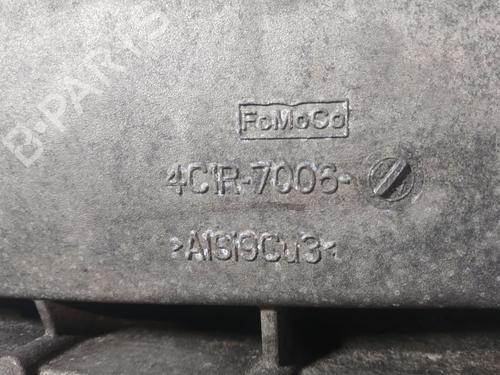 B-PARTS
FoMoCo
4C1R-7006-
>AlSi9Cu3<